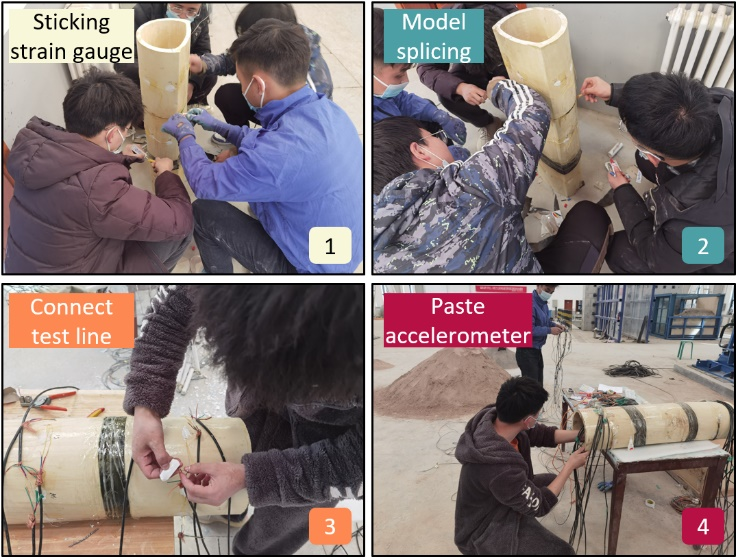 Sticking
strain gauge
1
Model
splicing
2
Connect
test line
3
Paste
accelerometer
4